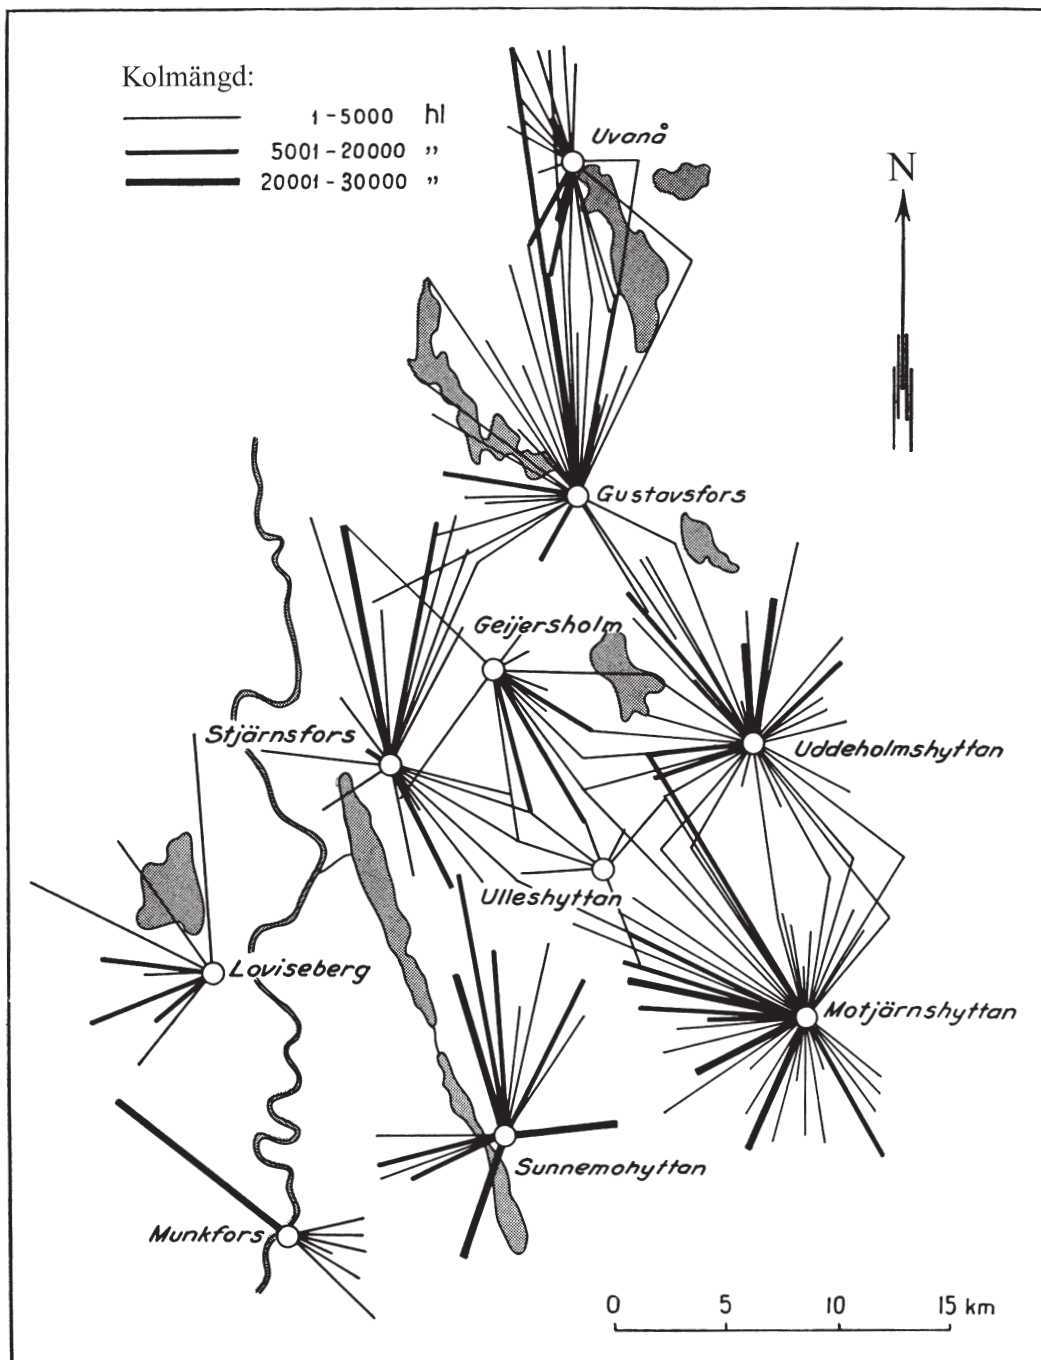 Kolmängd:
1-5000 hl
5001-20000 ”
20001-30000 ”
N
Uvanå
Gustavsfors
Geijersholm
Stjärnsfors
Uddeholmshyttan
Ulleshyttan
Loviseberg
Motjärnshyttan
Sunnemohyttan
Munkfors
0 5 10 15 km